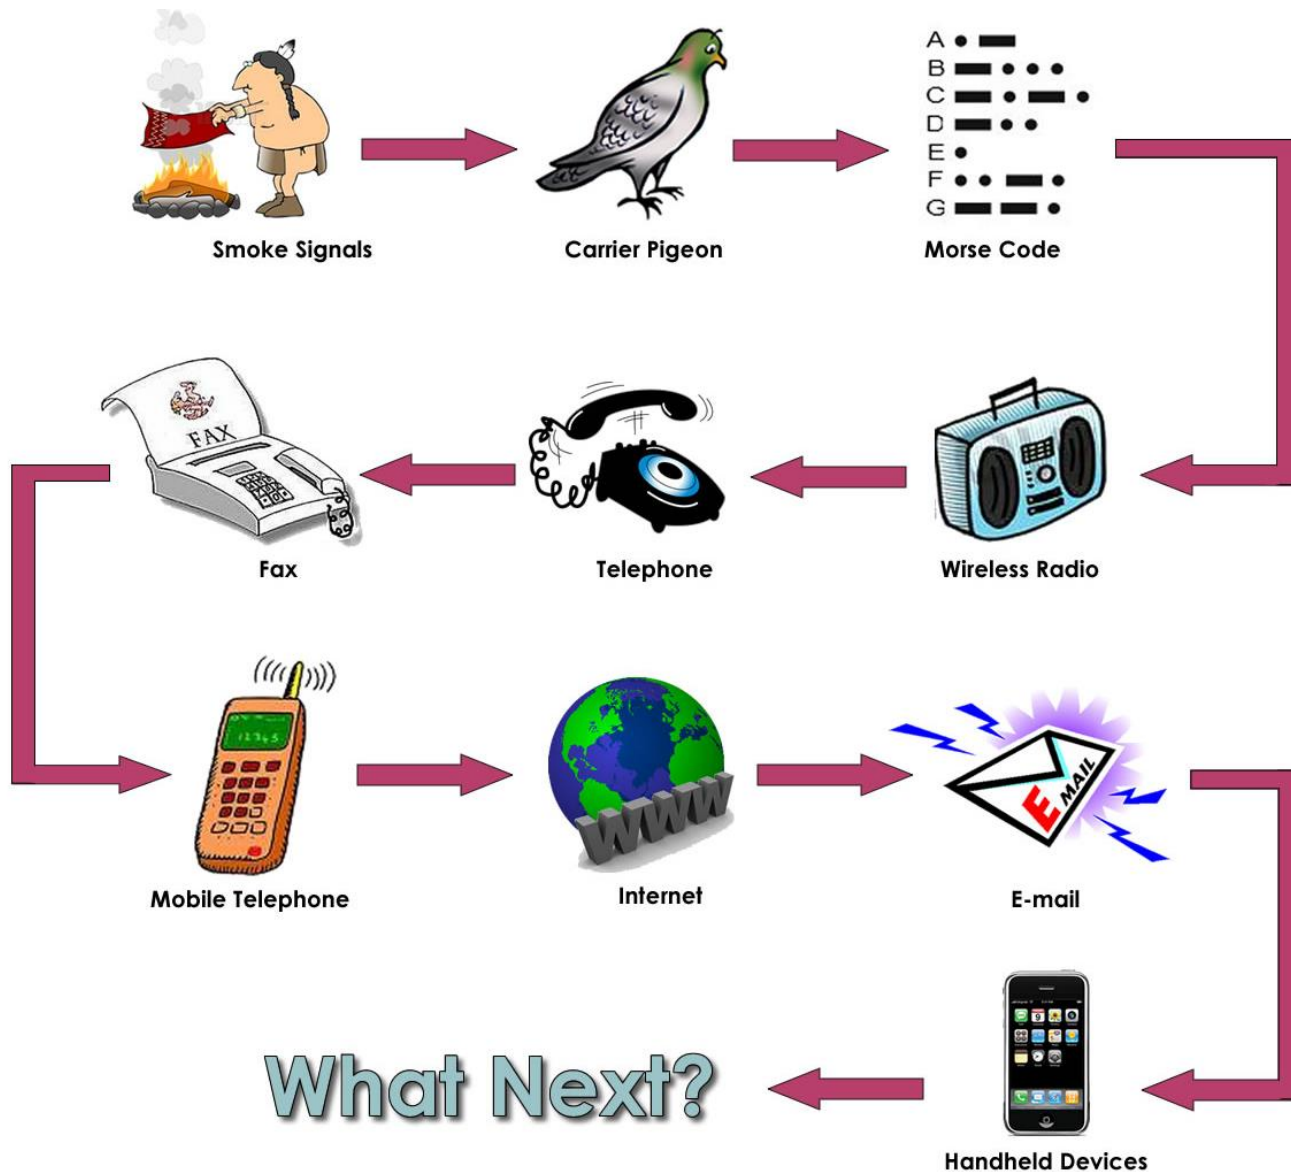 A
B
C
D
E
F
G
Smoke Signals
Carrier Pigeon
Morse Code
FAX
Fax
Telephone
Wireless Radio
12345
WWW
E MAIL
Mobile Telephone
Internet
E-mail
9
What Next?
Handheld Devices